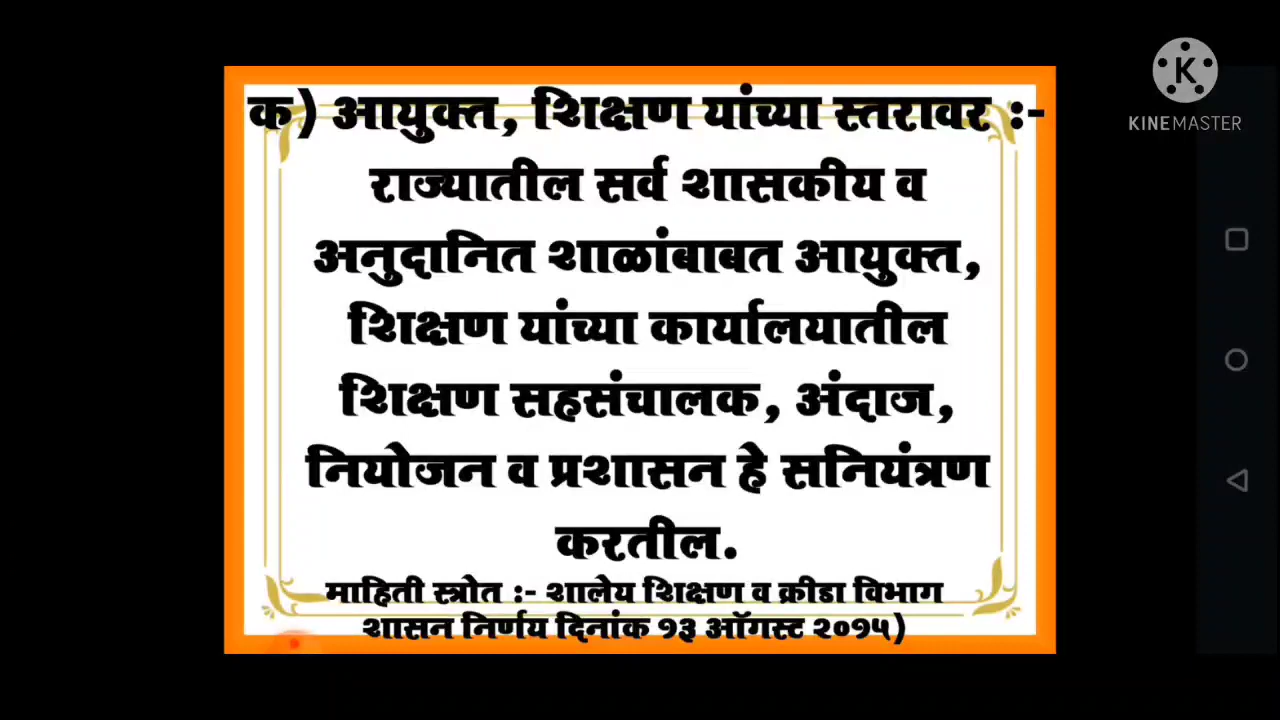 क) आयुक्त, शिक्षण यांच्या स्तरावर :-
राज्यातील सर्व शासकीय व
अनुदानित शाळांबाबत आयुक्त,
शिक्षण यांच्या कार्यालयातील
शिक्षण सहसंचालक, अंदाज,
नियोजन व प्रशासन हे सनियंत्रण
करतील.
माहिती स्त्रोत :- शालेय शिक्षण व क्रीडा विभाग
शासन निर्णय दिनांक १३ ऑगस्ट २०१५)
K
KINEMASTER